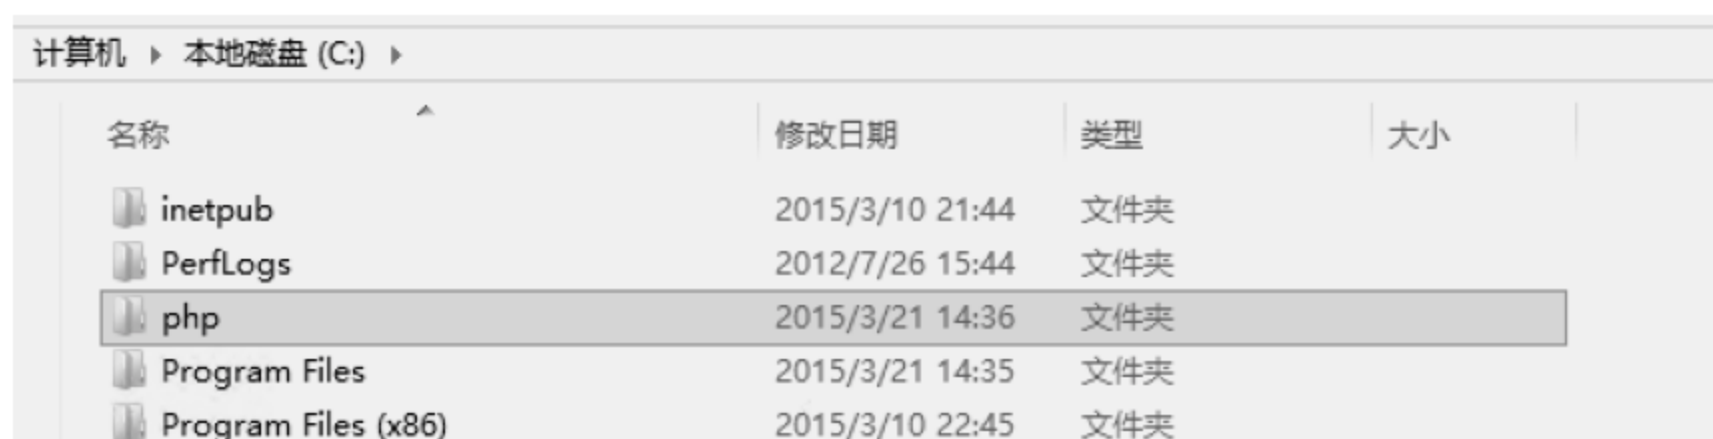 计算机 ▸ 本地磁盘 (C:) ▸
名称 修改日期 类型 大小
inetpub 2015/3/10 21:44 文件夹
PerfLogs 2012/7/26 15:44 文件夹
php 2015/3/21 14:36 文件夹
Program Files 2015/3/21 14:35 文件夹
Program Files (x86) 2015/3/10 22:45 文件夹